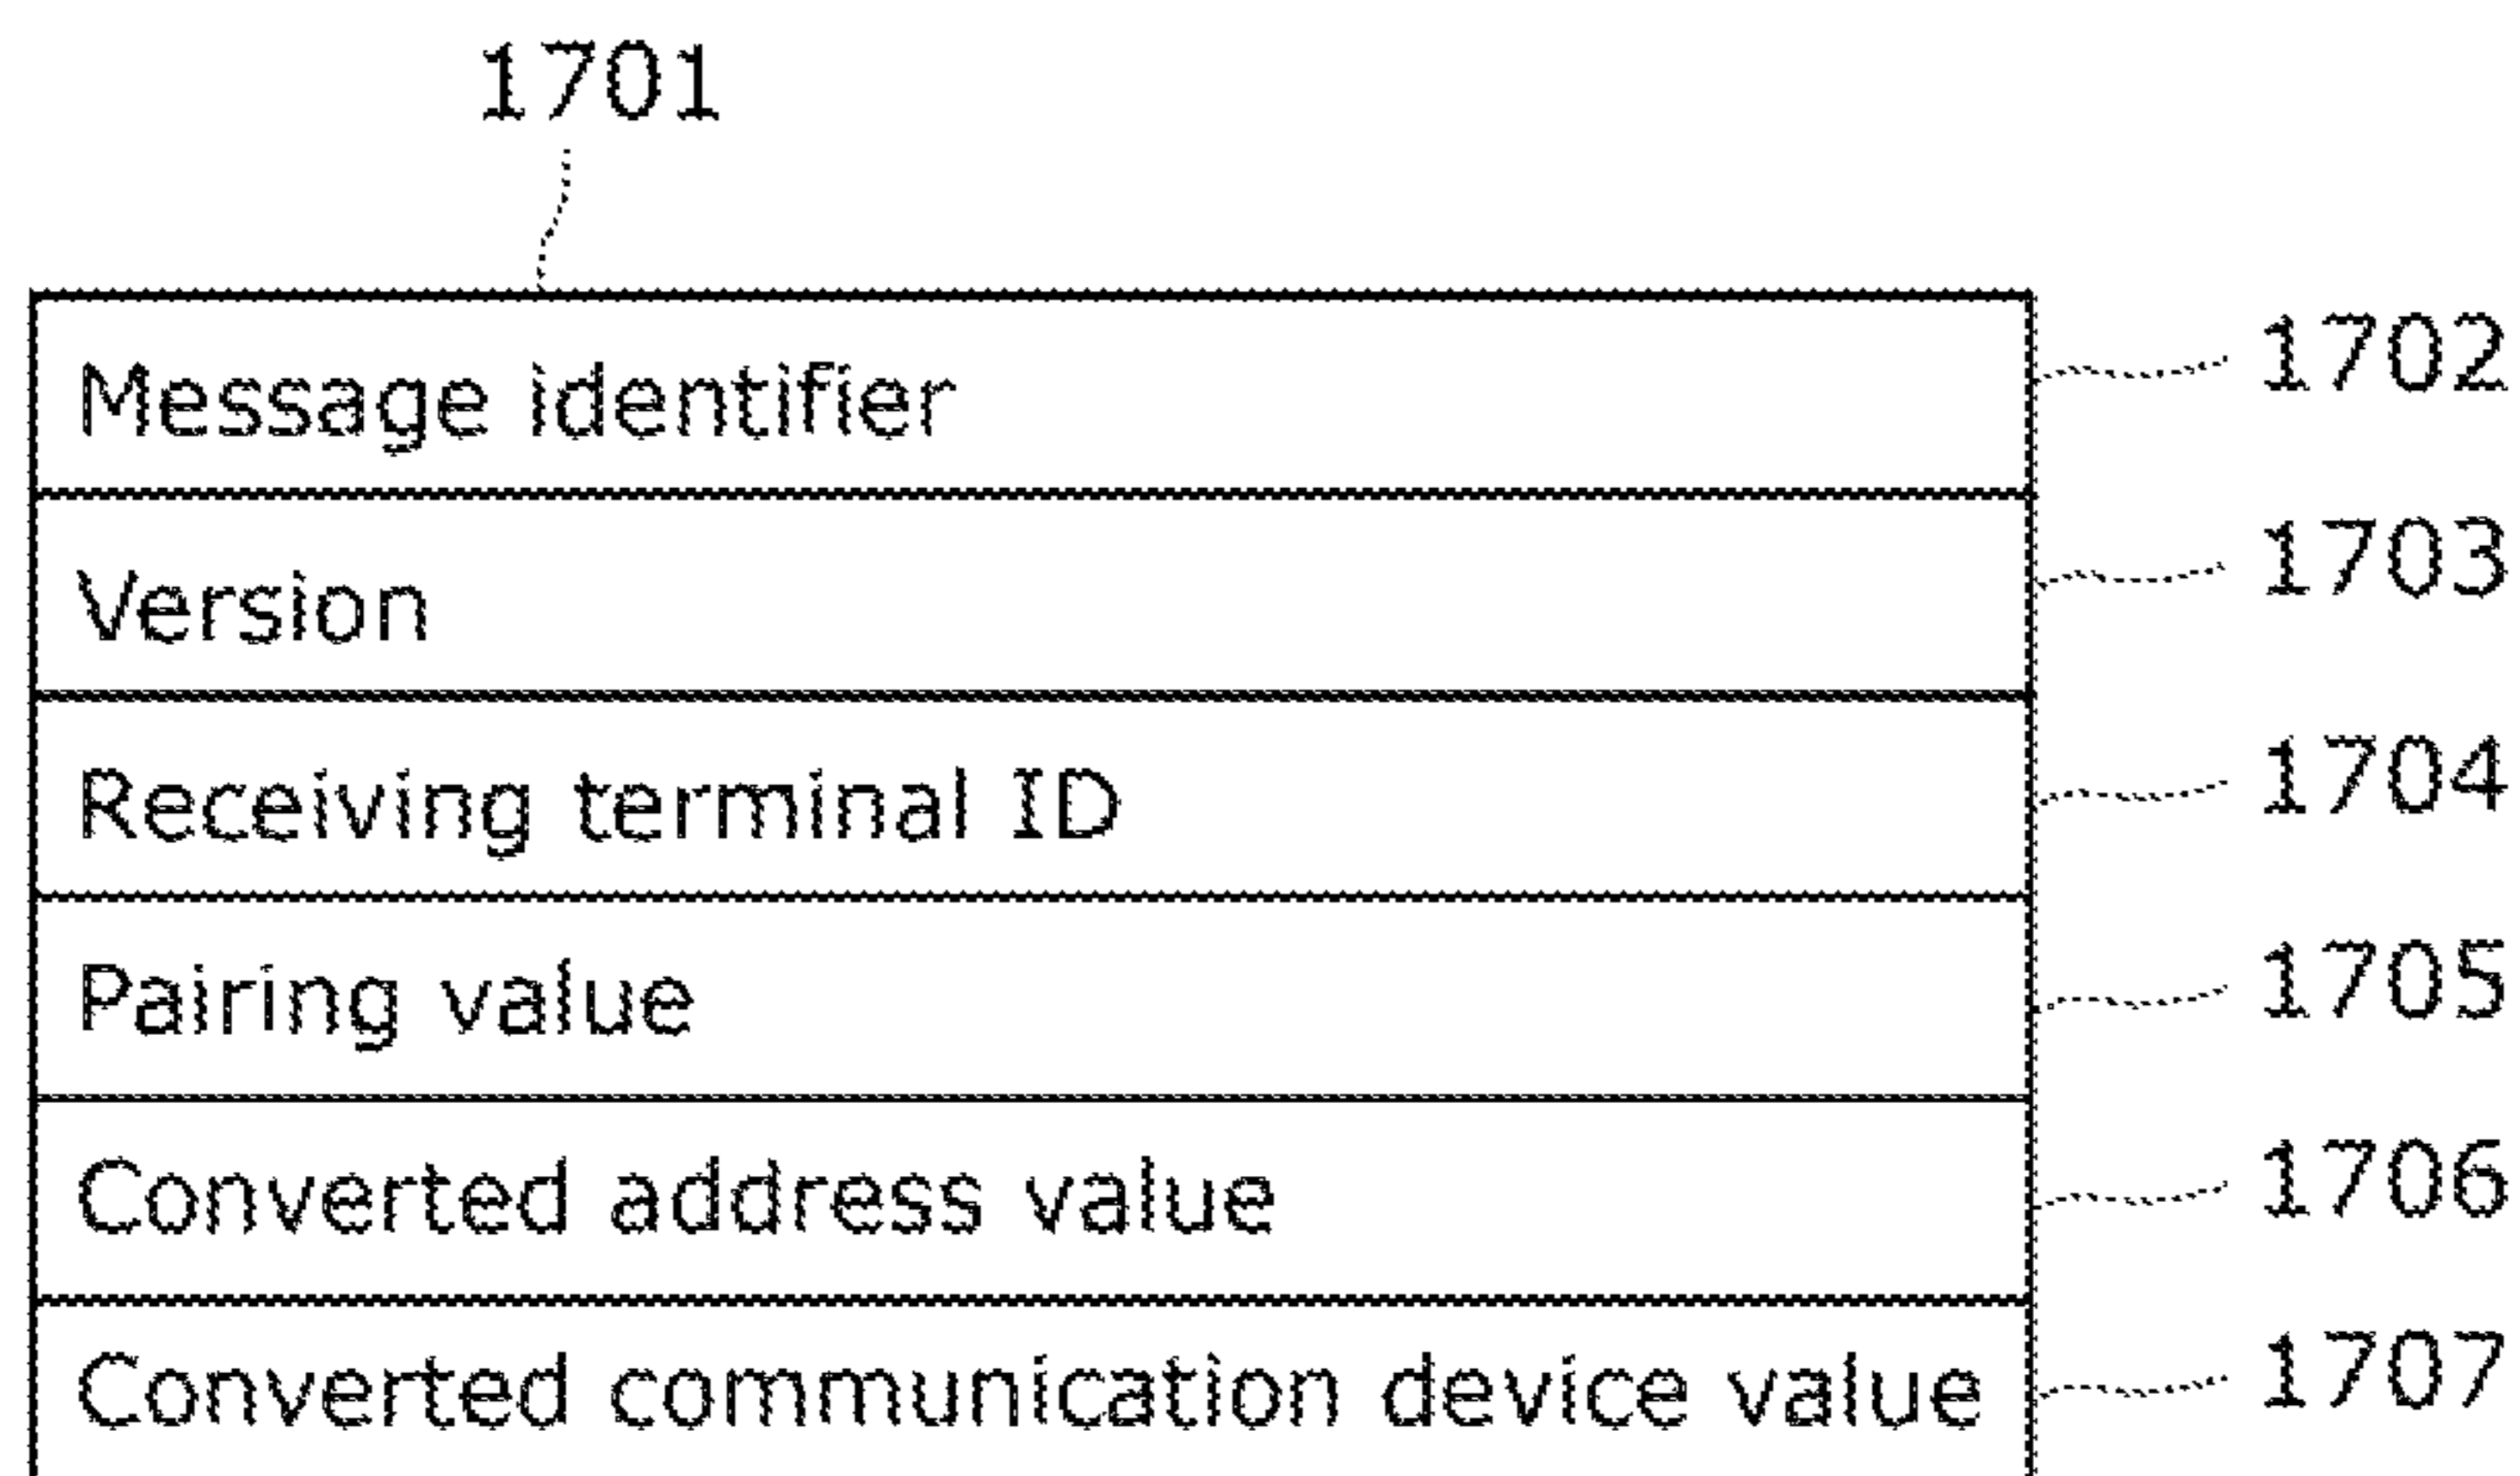 1701
Message identifier 1702
Version 1703
Receiving terminal ID 1704
Pairing value 1705
Converted address value 1706
Converted communication device value 1707